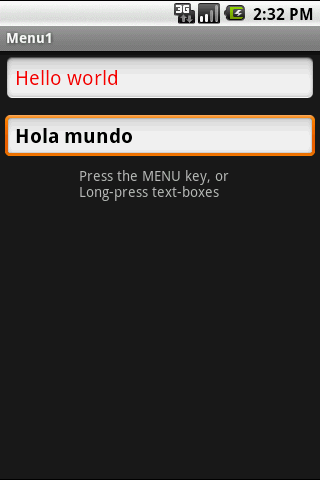 3G 2:32 PM
Menu1
Hello world
Hola mundo
Press the MENU key, or
Long-press text-boxes